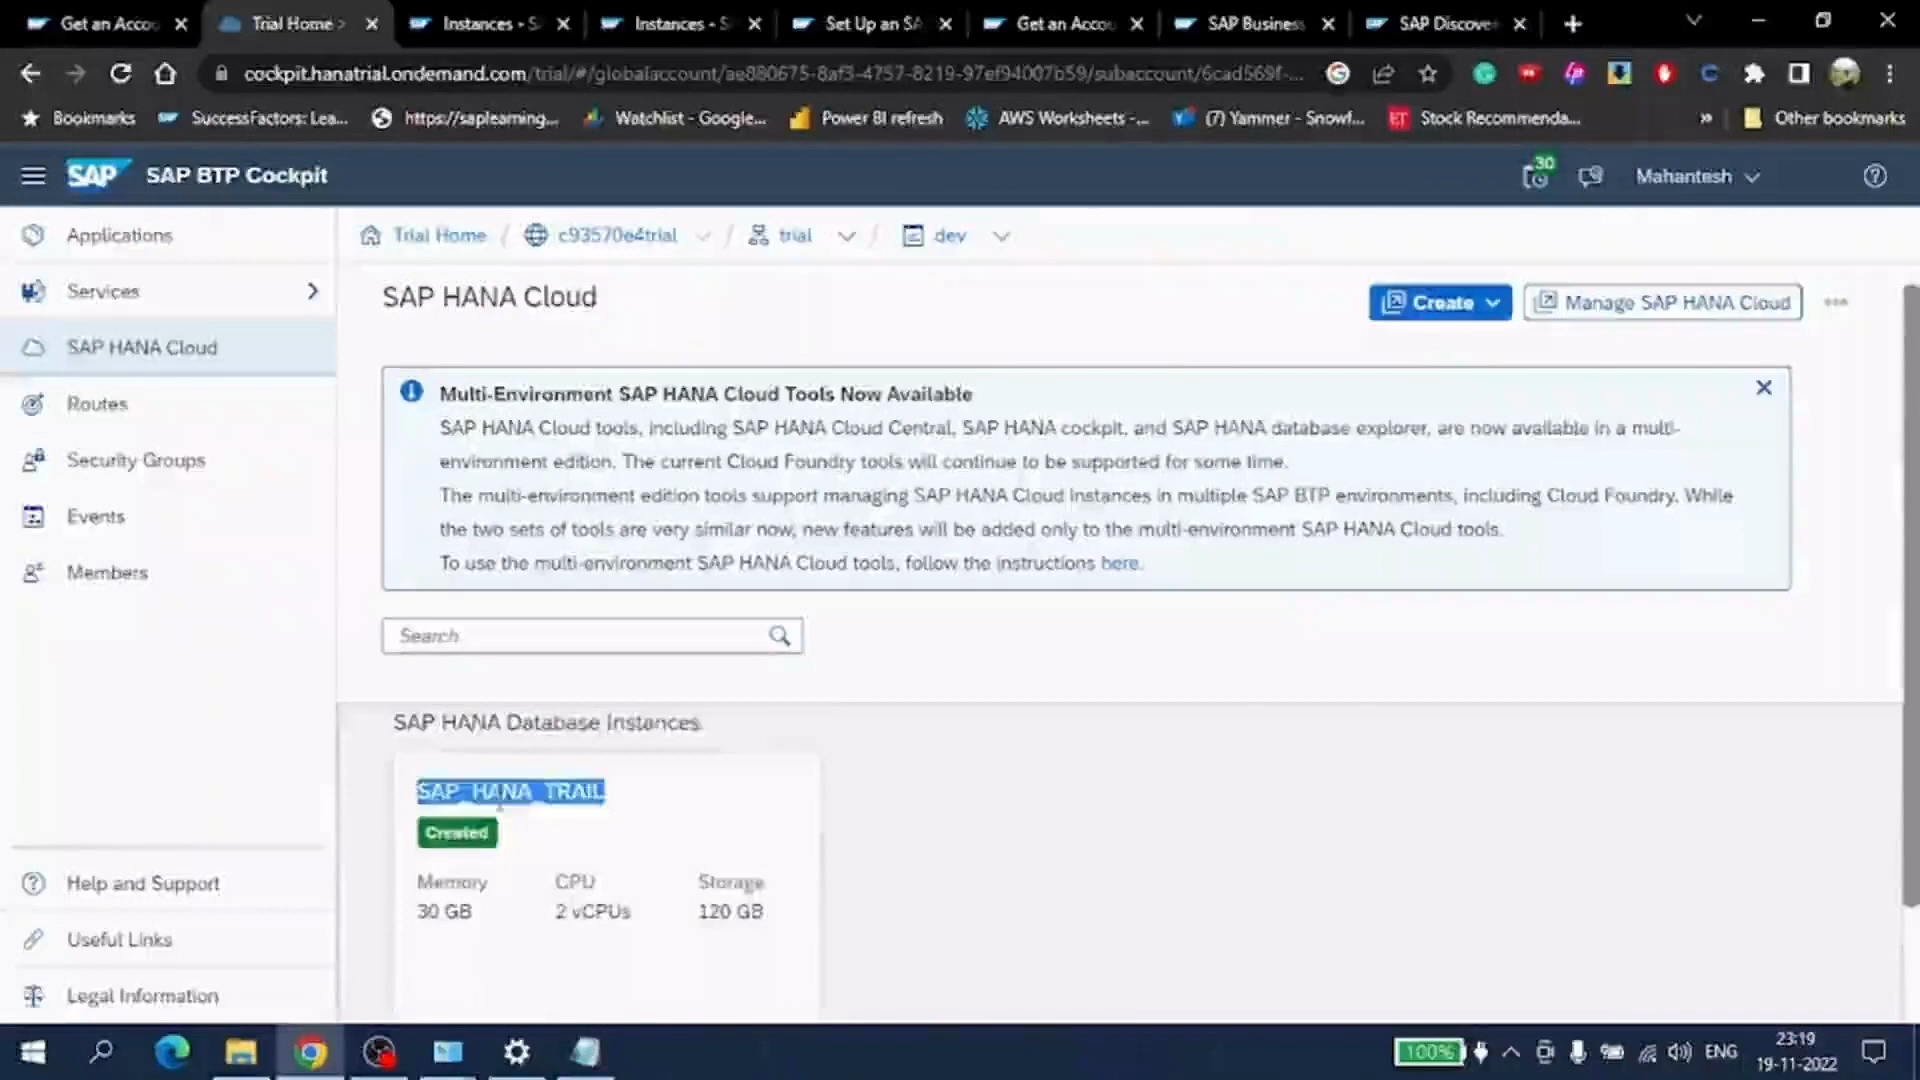 Get an Acco
Trial Home >
Instances - S
Instances - S
Set Up an SA
Get an Accou
SAP Business
SAP Discove
cockpit.hanatrial.ondemand.com/trial/#/globalaccount/ae880675-8af3-4757-8219-97ef94007b59/subaccount/6cad569f-...
Bookmarks
SuccessFactors: Lea...
https://saplearning...
Watchlist - Google...
Power BI refresh
AWS Worksheets -...
(7) Yammer - Snowf...
ET
Stock Recommenda...
»
Other bookmarks
SAP
SAP BTP Cockpit
30
Mahantesh
Applications
Services
SAP HANA Cloud
Routes
Security Groups
Events
Members
Help and Support
Useful Links
Legal Information
Trial Home / c93570e4trial / trial / dev
SAP HANA Cloud
Create
Manage SAP HANA Cloud
Multi-Environment SAP HANA Cloud Tools Now Available
SAP HANA Cloud tools, including SAP HANA Cloud Central, SAP HANA cockpit, and SAP HANA database explorer, are now available in a multi-
environment edition. The current Cloud Foundry tools will continue to be supported for some time.
The multi-environment edition tools support managing SAP HANA Cloud instances in multiple SAP BTP environments, including Cloud Foundry. While
the two sets of tools are very similar now, new features will be added only to the multi-environment SAP HANA Cloud tools.
To use the multi-environment SAP HANA Cloud tools, follow the instructions here.
Search
SAP HANA Database Instances
SAP_HANA_TRAIL
Created
Memory CPU Storage
30 GB 2 vCPUs 120 GB
100%
ENG
23:19
19-11-2022